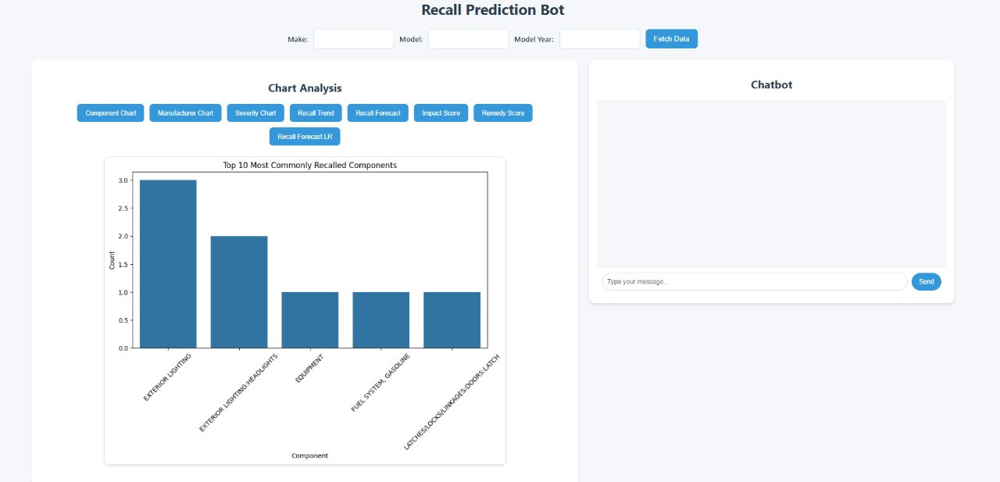 Recall Prediction Bot
Make: Model: Model Year: Fetch Data
Chart Analysis
Component Chart Manufacturer Chart Severity Chart Recall Trend Recall Forecast Impact Score Remedy Score
Recall Forecast LR
Top 10 Most Commonly Recalled Components
3.0
2.5
2.0
1.5
1.0
0.5
0.0
Count
EXTERIOR LIGHTING
EXTERIOR LIGHTING:HEADLIGHTS
EQUIPMENT
FUEL SYSTEM, GASOLINE
LATCHES/LOCKS/LINKAGES:DOORS:LATCH
Component
Chatbot
Type your message...
Send